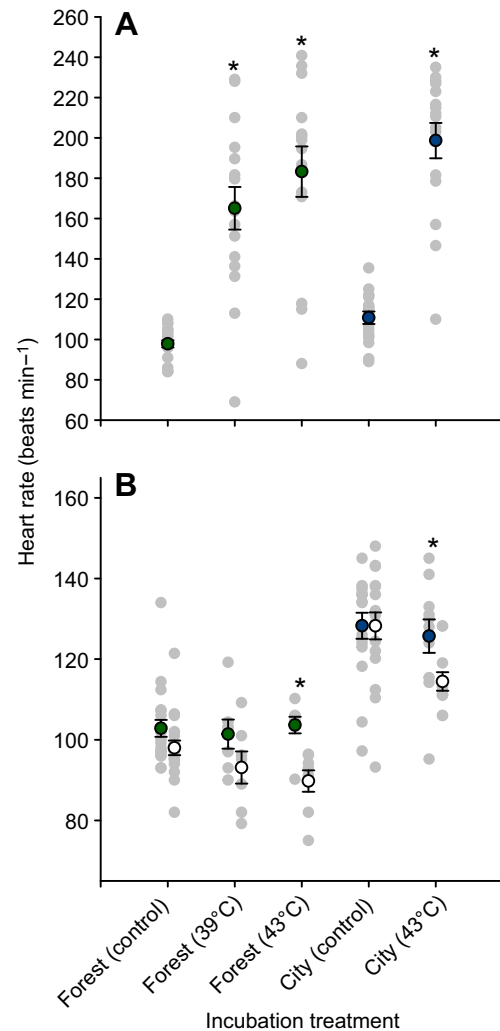 A
260
240
220
200
180
160
140
120
100
80
60
*
*
*
B
160
140
120
100
80
*
*
Heart rate (beats min−1)
Forest (control)
Forest (39°C)
Forest (43°C)
City (control)
City (43°C)
Incubation treatment